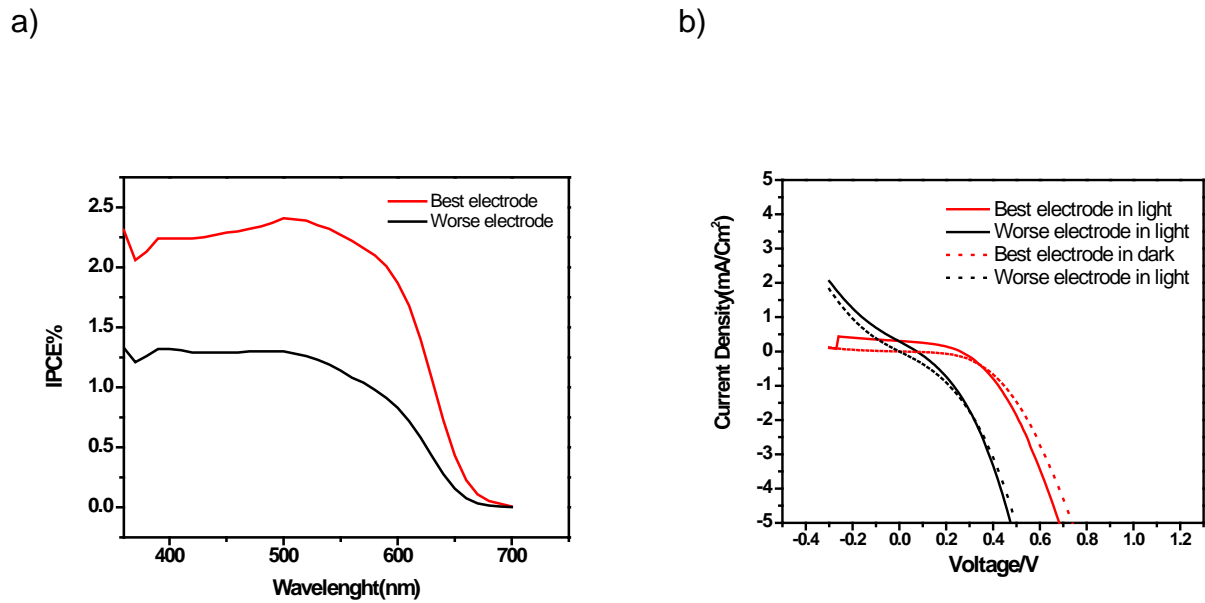 a)
b)
Best electrode
Worse electrode
2.5
2.0
1.5
1.0
0.5
0.0
IPCE%
400
500
600
700
Wavelenght(nm)
Best electrode in light
Worse electrode in light
Best electrode in dark
Worse electrode in light
5
4
3
2
1
0
-1
-2
-3
-4
-5
Current Density(mA/Cm²)
-0.4
-0.2
0.0
0.2
0.4
0.6
0.8
1.0
1.2
Voltage/V